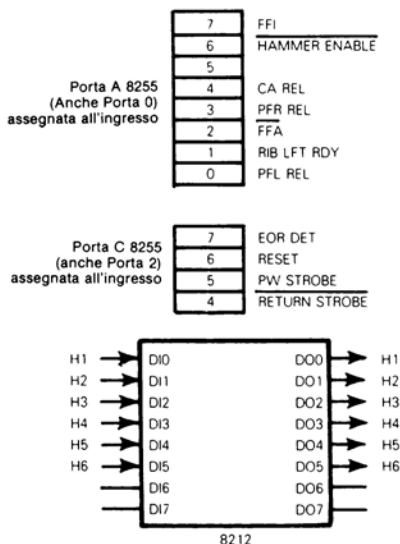 7 FFI
6 HAMMER ENABLE
5
Porta A 8255
(Anche Porta 0)
assegnata all'ingresso
4 CA REL
3 PFR REL
2 FFA
1 RIB LFT RDY
0 PFL REL
Porta C 8255
(anche Porta 2)
assegnata all'ingresso
7 EOR DET
6 RESET
5 PW STROBE
4 RETURN STROBE
H1 DI0 DO0 H1
H2 DI1 DO1 H2
H3 DI2 DO2 H3
H4 DI3 DO3 H4
H5 DI4 DO4 H5
H6 DI5 DO5 H6
DI6 DO6
DI7 DO7
8212